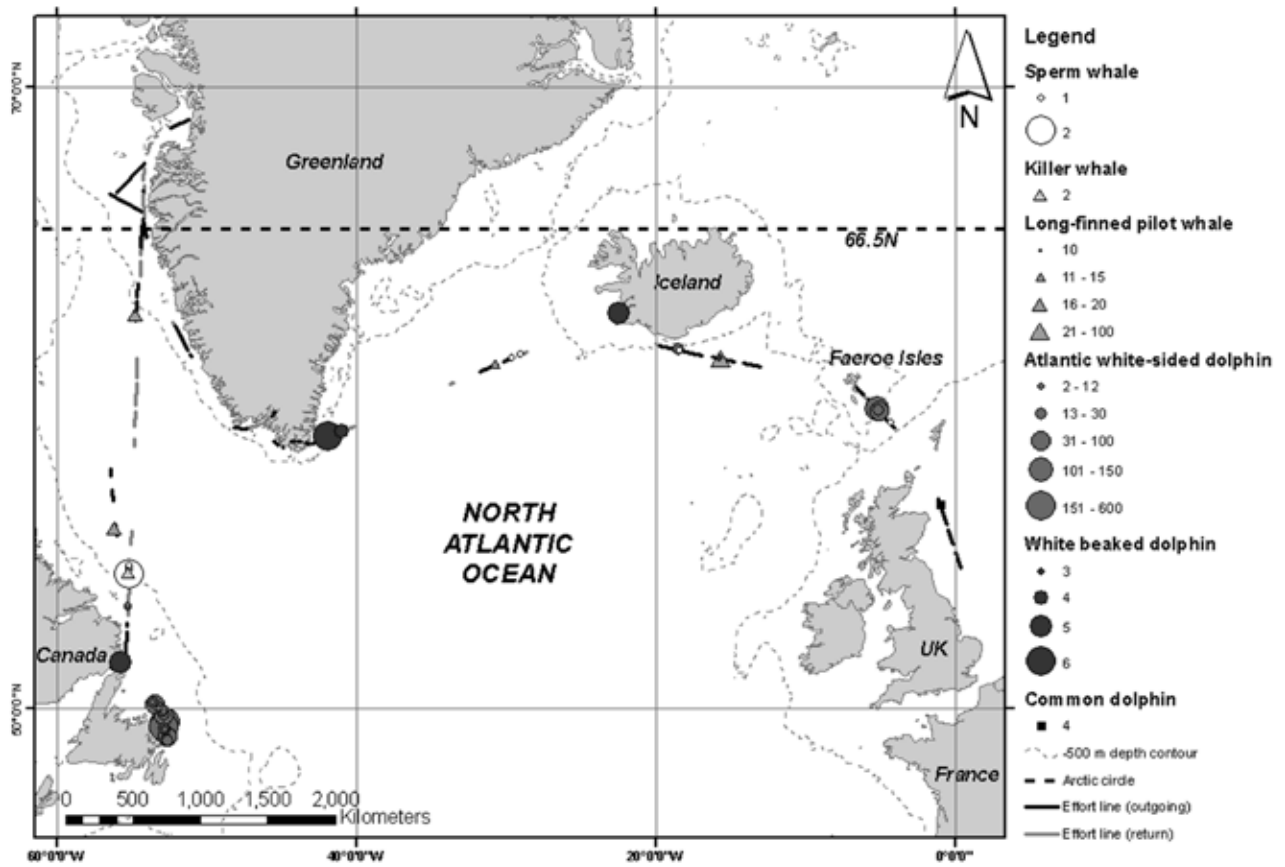 70°0'0"N
50°0'0"N
60°0'0"W
40°0'0"W
20°0'0"W
0°0'0"
Greenland
Iceland
66.5N
Faeroe Isles
NORTH
ATLANTIC
OCEAN
Canada
UK
France
N
0 500 1,000 1,500 2,000
Kilometers
Legend
Sperm whale
1
2
Killer whale
2
Long-finned pilot whale
10
11 - 15
16 - 20
21 - 100
Atlantic white-sided dolphin
2 - 12
13 - 30
31 - 100
101 - 150
151 - 600
White beaked dolphin
3
4
5
6
Common dolphin
4
-500 m depth contour
Arctic circle
Effort line (outgoing)
Effort line (return)